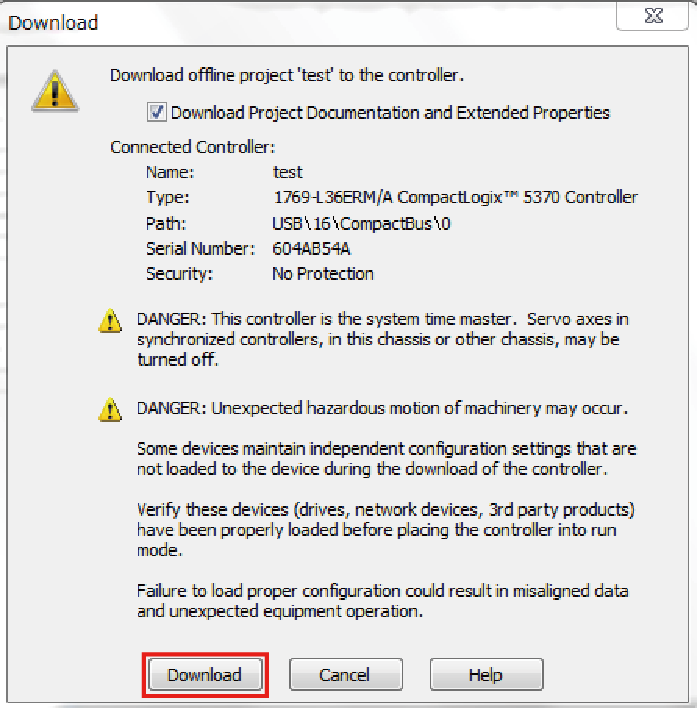 Download
Download offline project 'test' to the controller.
Download Project Documentation and Extended Properties
Connected Controller:
Name: test
Type: 1769-L36ERM/A CompactLogix™ 5370 Controller
Path: USB\16\CompactBus\0
Serial Number: 604AB54A
Security: No Protection
DANGER: This controller is the system time master.  Servo axes in
synchronized controllers, in this chassis or other chassis, may be
turned off.
DANGER: Unexpected hazardous motion of machinery may occur.
Some devices maintain independent configuration settings that are
not loaded to the device during the download of the controller.
Verify these devices (drives, network devices, 3rd party products)
have been properly loaded before placing the controller into run
mode.
Failure to load proper configuration could result in misaligned data
and unexpected equipment operation.
Download Cancel Help